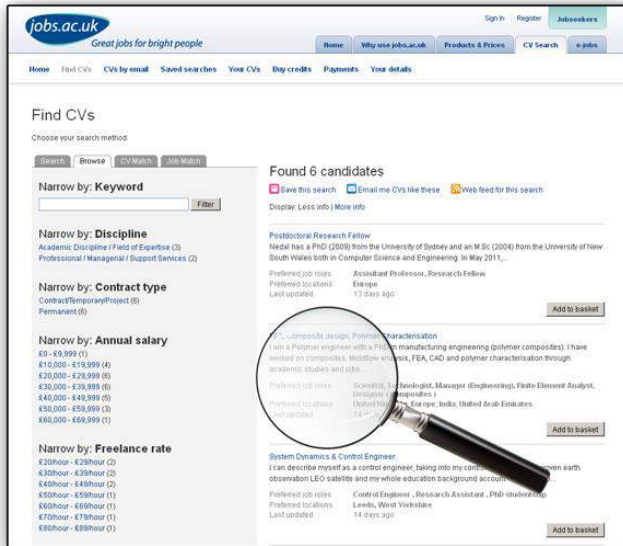 jobs.ac.uk
Great jobs for bright people
Sign in Register Jobseekers
Home Why use jobs.ac.uk Products & Prices CV Search e-jobs
Home Find CVs CVs by email Saved searches Your CVs Buy credits Payments Your details
Find CVs
Choose your search method.
Search Browse CV Match Job Match
Narrow by: Keyword
Filter
Narrow by: Discipline
Academic Discipline / Field of Expertise (3)
Professional / Managerial / Support Services (2)
Narrow by: Contract type
Contract/Temporary/Project (6)
Permanent (6)
Narrow by: Annual salary
£0 - £9,999 (1)
£10,000 - £19,999 (4)
£20,000 - £29,999 (6)
£30,000 - £39,999 (6)
£40,000 - £49,999 (5)
£50,000 - £59,999 (3)
£60,000 - £69,999 (1)
Narrow by: Freelance rate
£20/hour - £29/hour (2)
£30/hour - £39/hour (2)
£40/hour - £49/hour (2)
£50/hour - £59/hour (1)
£60/hour - £69/hour (1)
£70/hour - £79/hour (1)
£80/hour - £89/hour (1)
Found 6 candidates
Save this search Email me CVs like these Web feed for this search
Display: Less info | More info
Postdoctoral Research Fellow
Nedal has a PhD (2009) from the University of Sydney and an M.Sc (2004) from the University of New
South Wales both in Computer Science and Engineering. In May 2011,...
Preferred job roles Assisitant Professor, Research Fellow
Preferred locations Europe
Last updated 13 days ago
Add to basket
Composite design, Polymer Characterisation
I am a Polymer engineer with a PhD in manufacturing engineering (polymer composites). I have
worked on composites, Moldflow analysis, FEA, CAD and polymer characterisation through
academic studies and jobs...
Preferred job roles Scientist, Technologist, Manager (Engineering), Finite Element Analyst,
Designer (composites )
Preferred locations United Kingdom, Europe, India, United Arab Emirates
Last updated 14
Add to basket
System Dynamics & Control Engineer
I can describe myself as a control engineer, taking into my earth
observation LEO satellite and my whole education background account
Preferred job roles Control Engineer , Research Assistant , PhD studentship
Preferred locations Leeds, West Yorkshire
Last updated 14 days ago
Add to basket